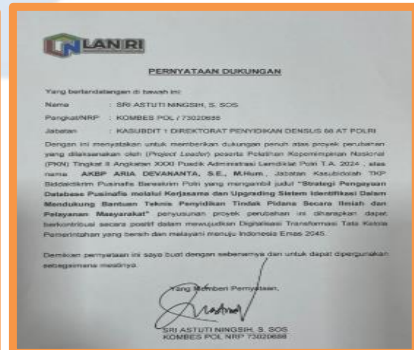 LAN RI
PERNYATAAN DUKUNGAN
Yang bertandatangan di bawah ini:
Nama : SRI ASTUTI NINGSIH, S. SOS
Pangkat/NRP : KOMBES POL / 73020686
Jabatan : KASUBDIT 1 DIREKTORAT PENYIDIKAN DENSUS 88 AT POLRI
Dengan ini menyatakan untuk memberikan dukungan penuh atas proyek perubahan
yang dilaksanakan oleh (Project Leader) peserta Pelatihan Kepemimpinan Nasional
(PKN) Tingkat II Angkatan XXXI Pusdik Administrasi Lemdiklat Polri T.A. 2024 , atas
nama AKBP ARIA DEVANANTA, S.E., M.Hum, Jabatan Kasubidolah TKP
Biddaktikrim Pusinafis Bareskrim Polri yang mengambil judul "Strategi Pengayaan
Database Pusinafis melalui Kerjasama dan Upgrading Sistem Identifikasi Dalam
Mendukung Bantuan Teknis Penyidikan Tindak Pidana Secara Ilmiah dan
Pelayanan Masyarakat" penyusunan proyek perubahan ini diharapkan dapat
berkontribusi secara positif dalam mewujudkan Digitalisasi Transformasi Tata Kelola
Pemerintahan yang bersih dan melayani menuju Indonesia Emas 2045.
Demikian pernyataan ini saya buat dengan sebenarnya dan untuk dapat dipergunakan
sebagaimana mestinya.
Yang Memberi Pernyataan,
SRI ASTUTI NINGSIH, S. SOS
KOMBES POL NRP 73020686